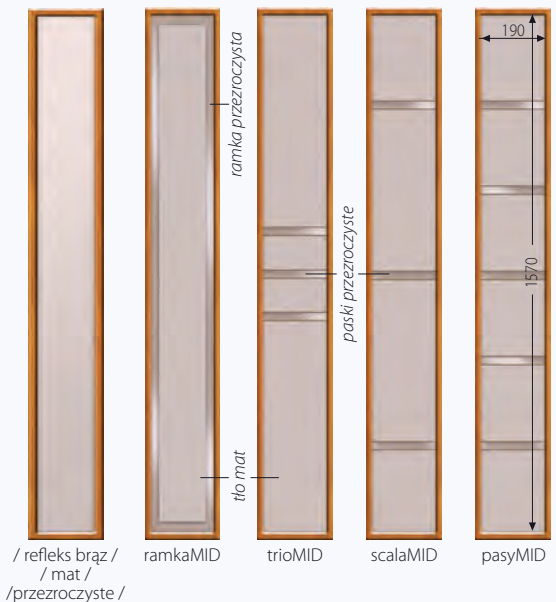 190
1570
ramka przezroczysta
paski przezroczyste
tło mat
/ refleks brąz /
/ mat /
/przezroczyste /
ramkaMID
trioMID
scalaMID
pasyMID